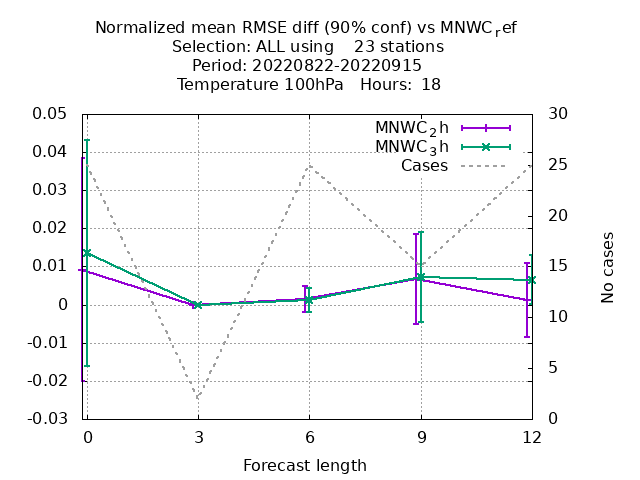 Normalized mean RMSE diff (90% conf) vs MNWC_ref
Selection: ALL using    23 stations
Period: 20220822-20220915
Temperature 100hPa   Hours:  18
MNWC_2h
MNWC_3h
Cases
0.05
0.04
0.03
0.02
0.01
0
-0.01
-0.02
-0.03
30
25
20
15
10
5
0
No cases
0 3 6 9 12
Forecast length